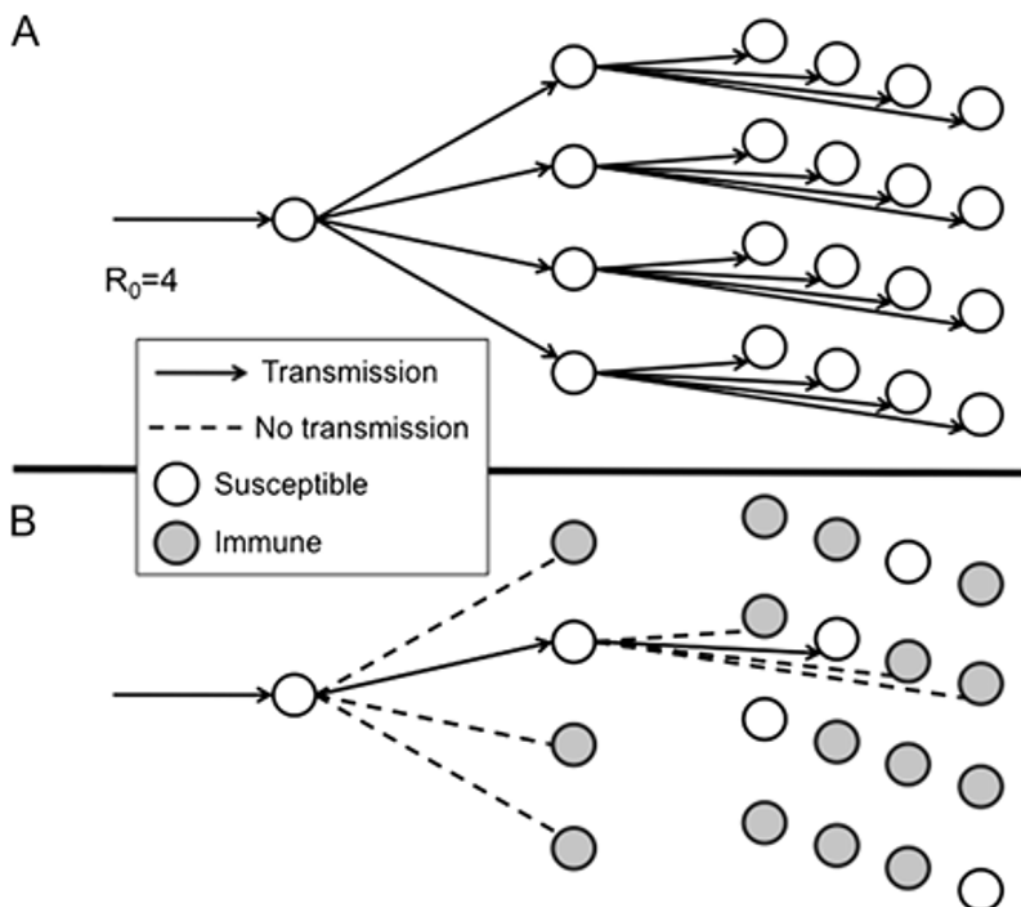 A
R₀=4
Transmission
No transmission
Susceptible
Immune
B